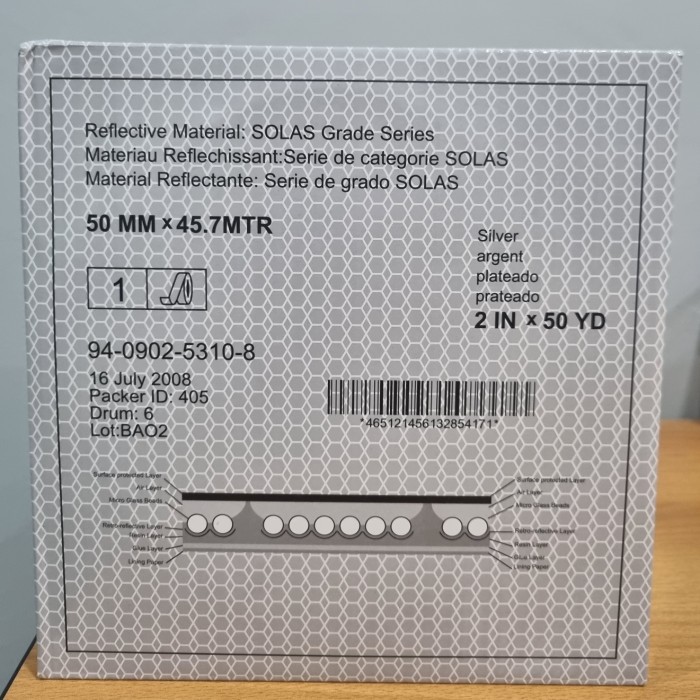 Reflective Material: SOLAS Grade Series
Materiau Reflechissant:Serie de categorie SOLAS
Material Reflectante: Serie de grado SOLAS
50 MM x 45.7MTR
Silver
argent
plateado
prateado
2 IN x 50 YD
1
94-0902-5310-8
16 July 2008
Packer ID: 405
Drum: 6
Lot:BAO2
*465121456132854171*
Surface protected Layer
Air Layer
Micro Glass Beads
Retro-reflective Layer
Resin Layer
Glue Layer
Lining Paper
Surface protected Layer
Air Layer
Micro Glass Beads
Retro-reflective Layer
Resin Layer
Glue Layer
Lining Paper